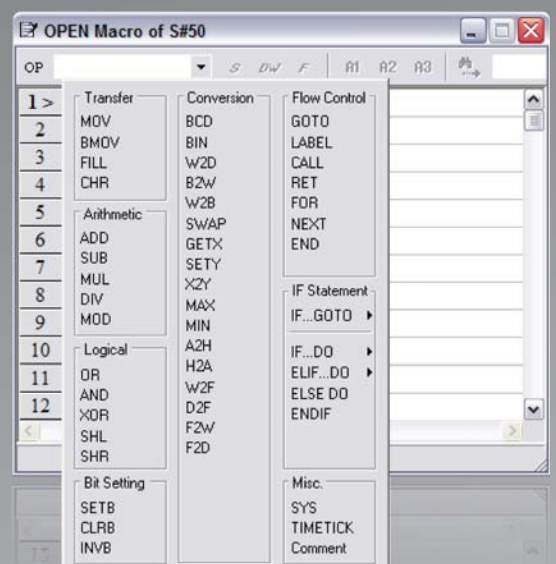 OPEN Macro of S#50
OP S DW F A1 A2 A3
1 >
2
3
4
5
6
7
8
9
10
11
12
Transfer
MOV
BMOV
FILL
CHR
Arithmetic
ADD
SUB
MUL
DIV
MOD
Logical
OR
AND
XOR
SHL
SHR
Bit Setting
SETB
CLRB
INVB
Conversion
BCD
BIN
W2D
B2W
W2B
SWAP
GETX
SETY
X2Y
MAX
MIN
A2H
H2A
W2F
D2F
F2W
F2D
Flow Control
GOTO
LABEL
CALL
RET
FOR
NEXT
END
IF Statement
IF...GOTO
IF...DO
ELIF...DO
ELSE DO
ENDIF
Misc.
SYS
TIMETICK
Comment